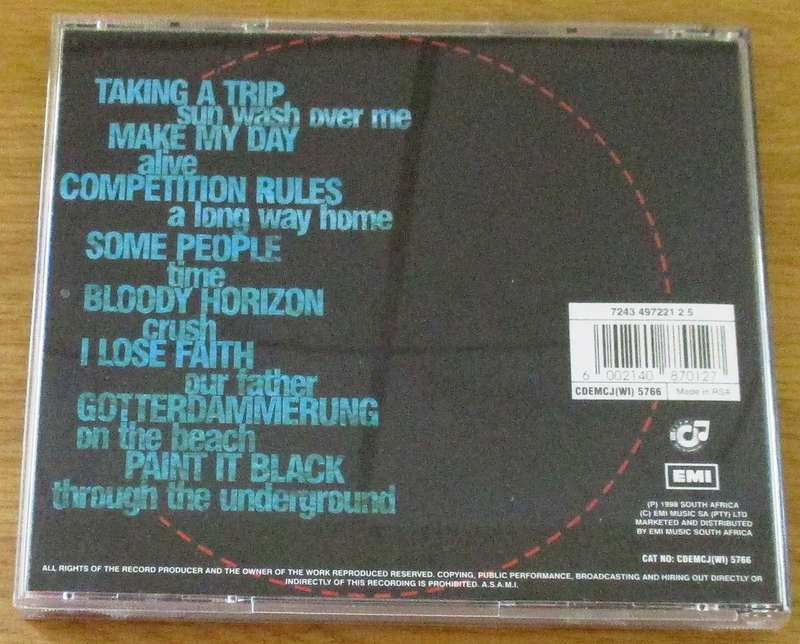 TAKING A TRIP
sun wash over me
MAKE MY DAY
alive
COMPETITION RULES
a long way home
SOME PEOPLE
time
BLOODY HORIZON
crush
I LOSE FAITH
our father
GOTTERDAMMERUNG
on the beach
PAINT IT BLACK
through the underground
7243 497221 2 5
6 002140 870127
CDEMCJ(WI) 5766 Made in RSA
EMI
(P) 1998 SOUTH AFRICA
(C) EMI MUSIC SA (PTY) LTD
MARKETED AND DISTRIBUTED
BY EMI MUSIC SOUTH AFRICA
CAT NO: CDEMCJ(WI) 5766
ALL RIGHTS OF THE RECORD PRODUCER AND THE OWNER OF THE WORK REPRODUCED RESERVED. COPYING, PUBLIC PERFORMANCE, BROADCASTING AND HIRING OUT DIRECTLY OR
INDIRECTLY OF THIS RECORDING IS PROHIBITED. A.S.A.M.I.